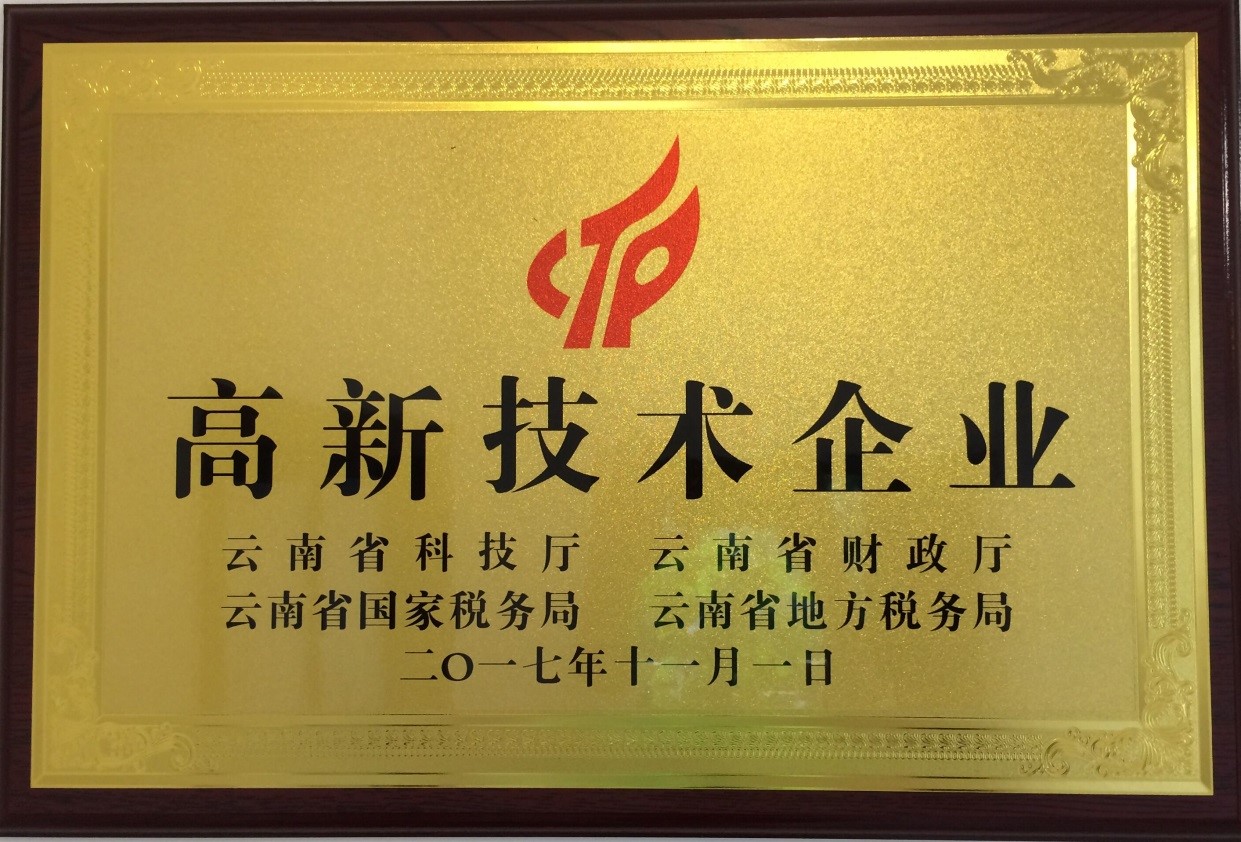 CTP
高新技术企业
云南省科技厅 云南省财政厅
云南省国家税务局 云南省地方税务局
二〇一七年十一月一日